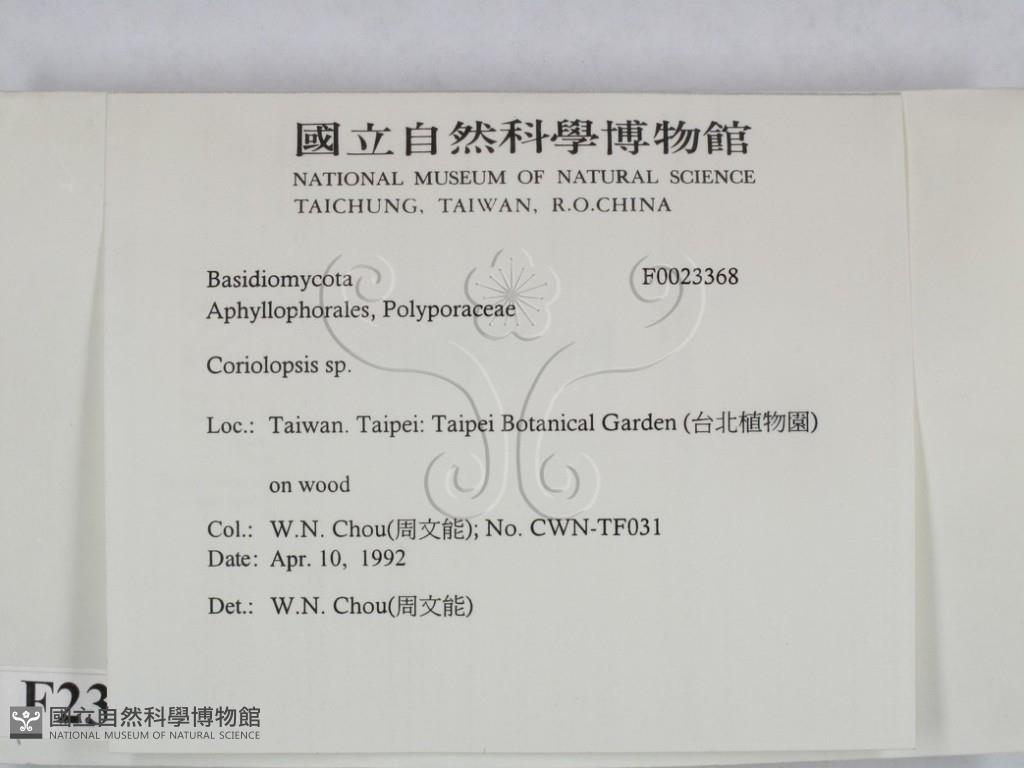 國立自然科學博物館
NATIONAL MUSEUM OF NATURAL SCIENCE
TAICHUNG, TAIWAN, R.O.CHINA
Basidiomycota F0023368
Aphyllophorales, Polyporaceae
Coriolopsis sp.
Loc.: Taiwan. Taipei: Taipei Botanical Garden (台北植物園)
on wood
Col.: W.N. Chou(周文能); No. CWN-TF031
Date: Apr. 10, 1992
Det.: W.N. Chou(周文能)
F23
國立自然科學博物館
NATIONAL MUSEUM OF NATURAL SCIENCE